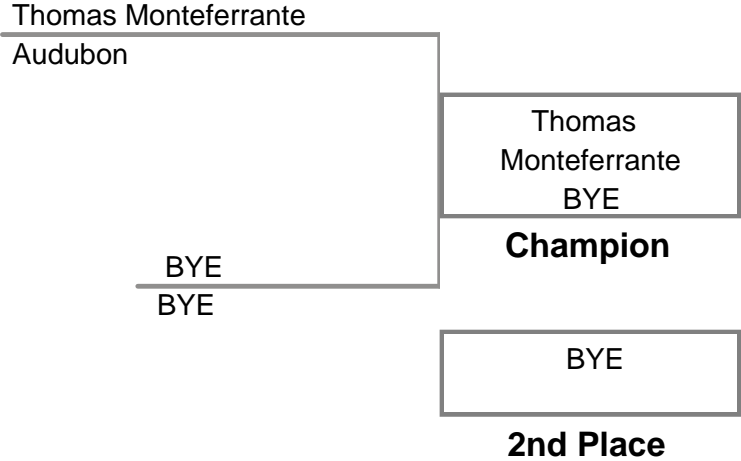 Thomas Monteferrante
Audubon
Thomas
Monteferrante
BYE
Champion
BYE
BYE
BYE
2nd Place